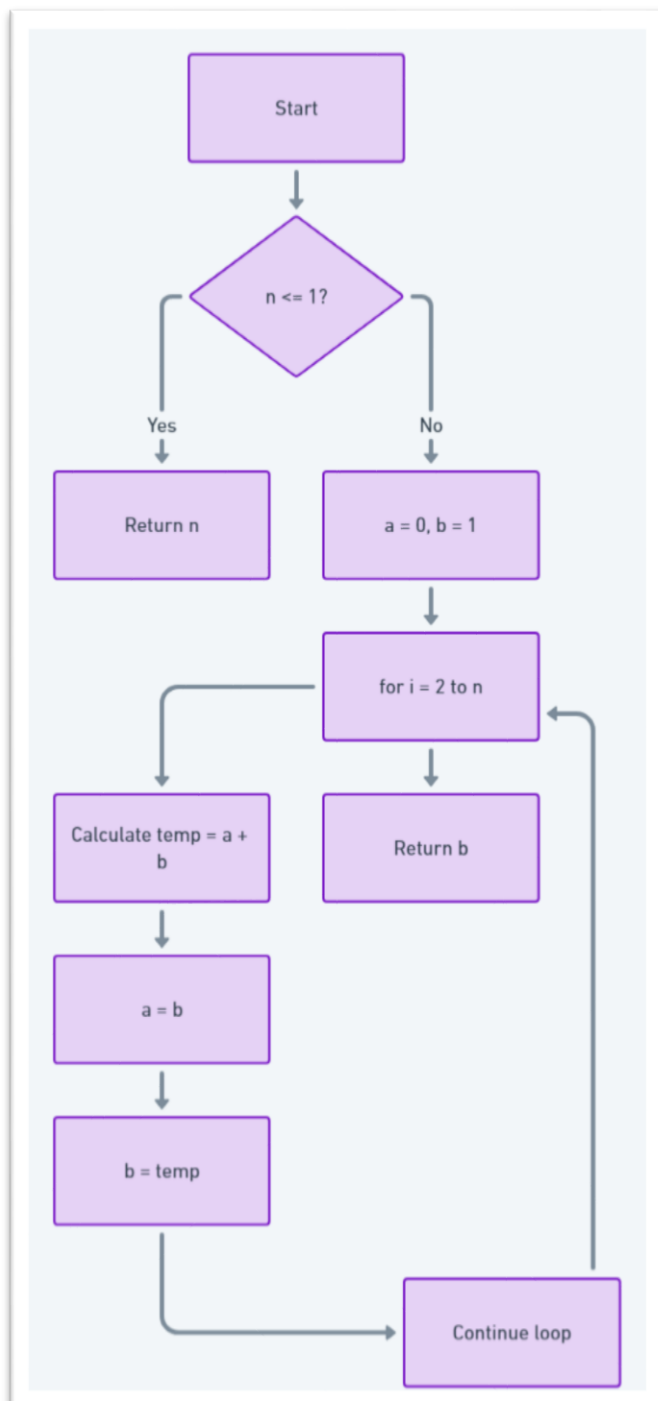 Start
n <= 1?
Yes
No
Return n
a = 0, b = 1
for i = 2 to n
Calculate temp = a +
b
Return b
a = b
b = temp
Continue loop